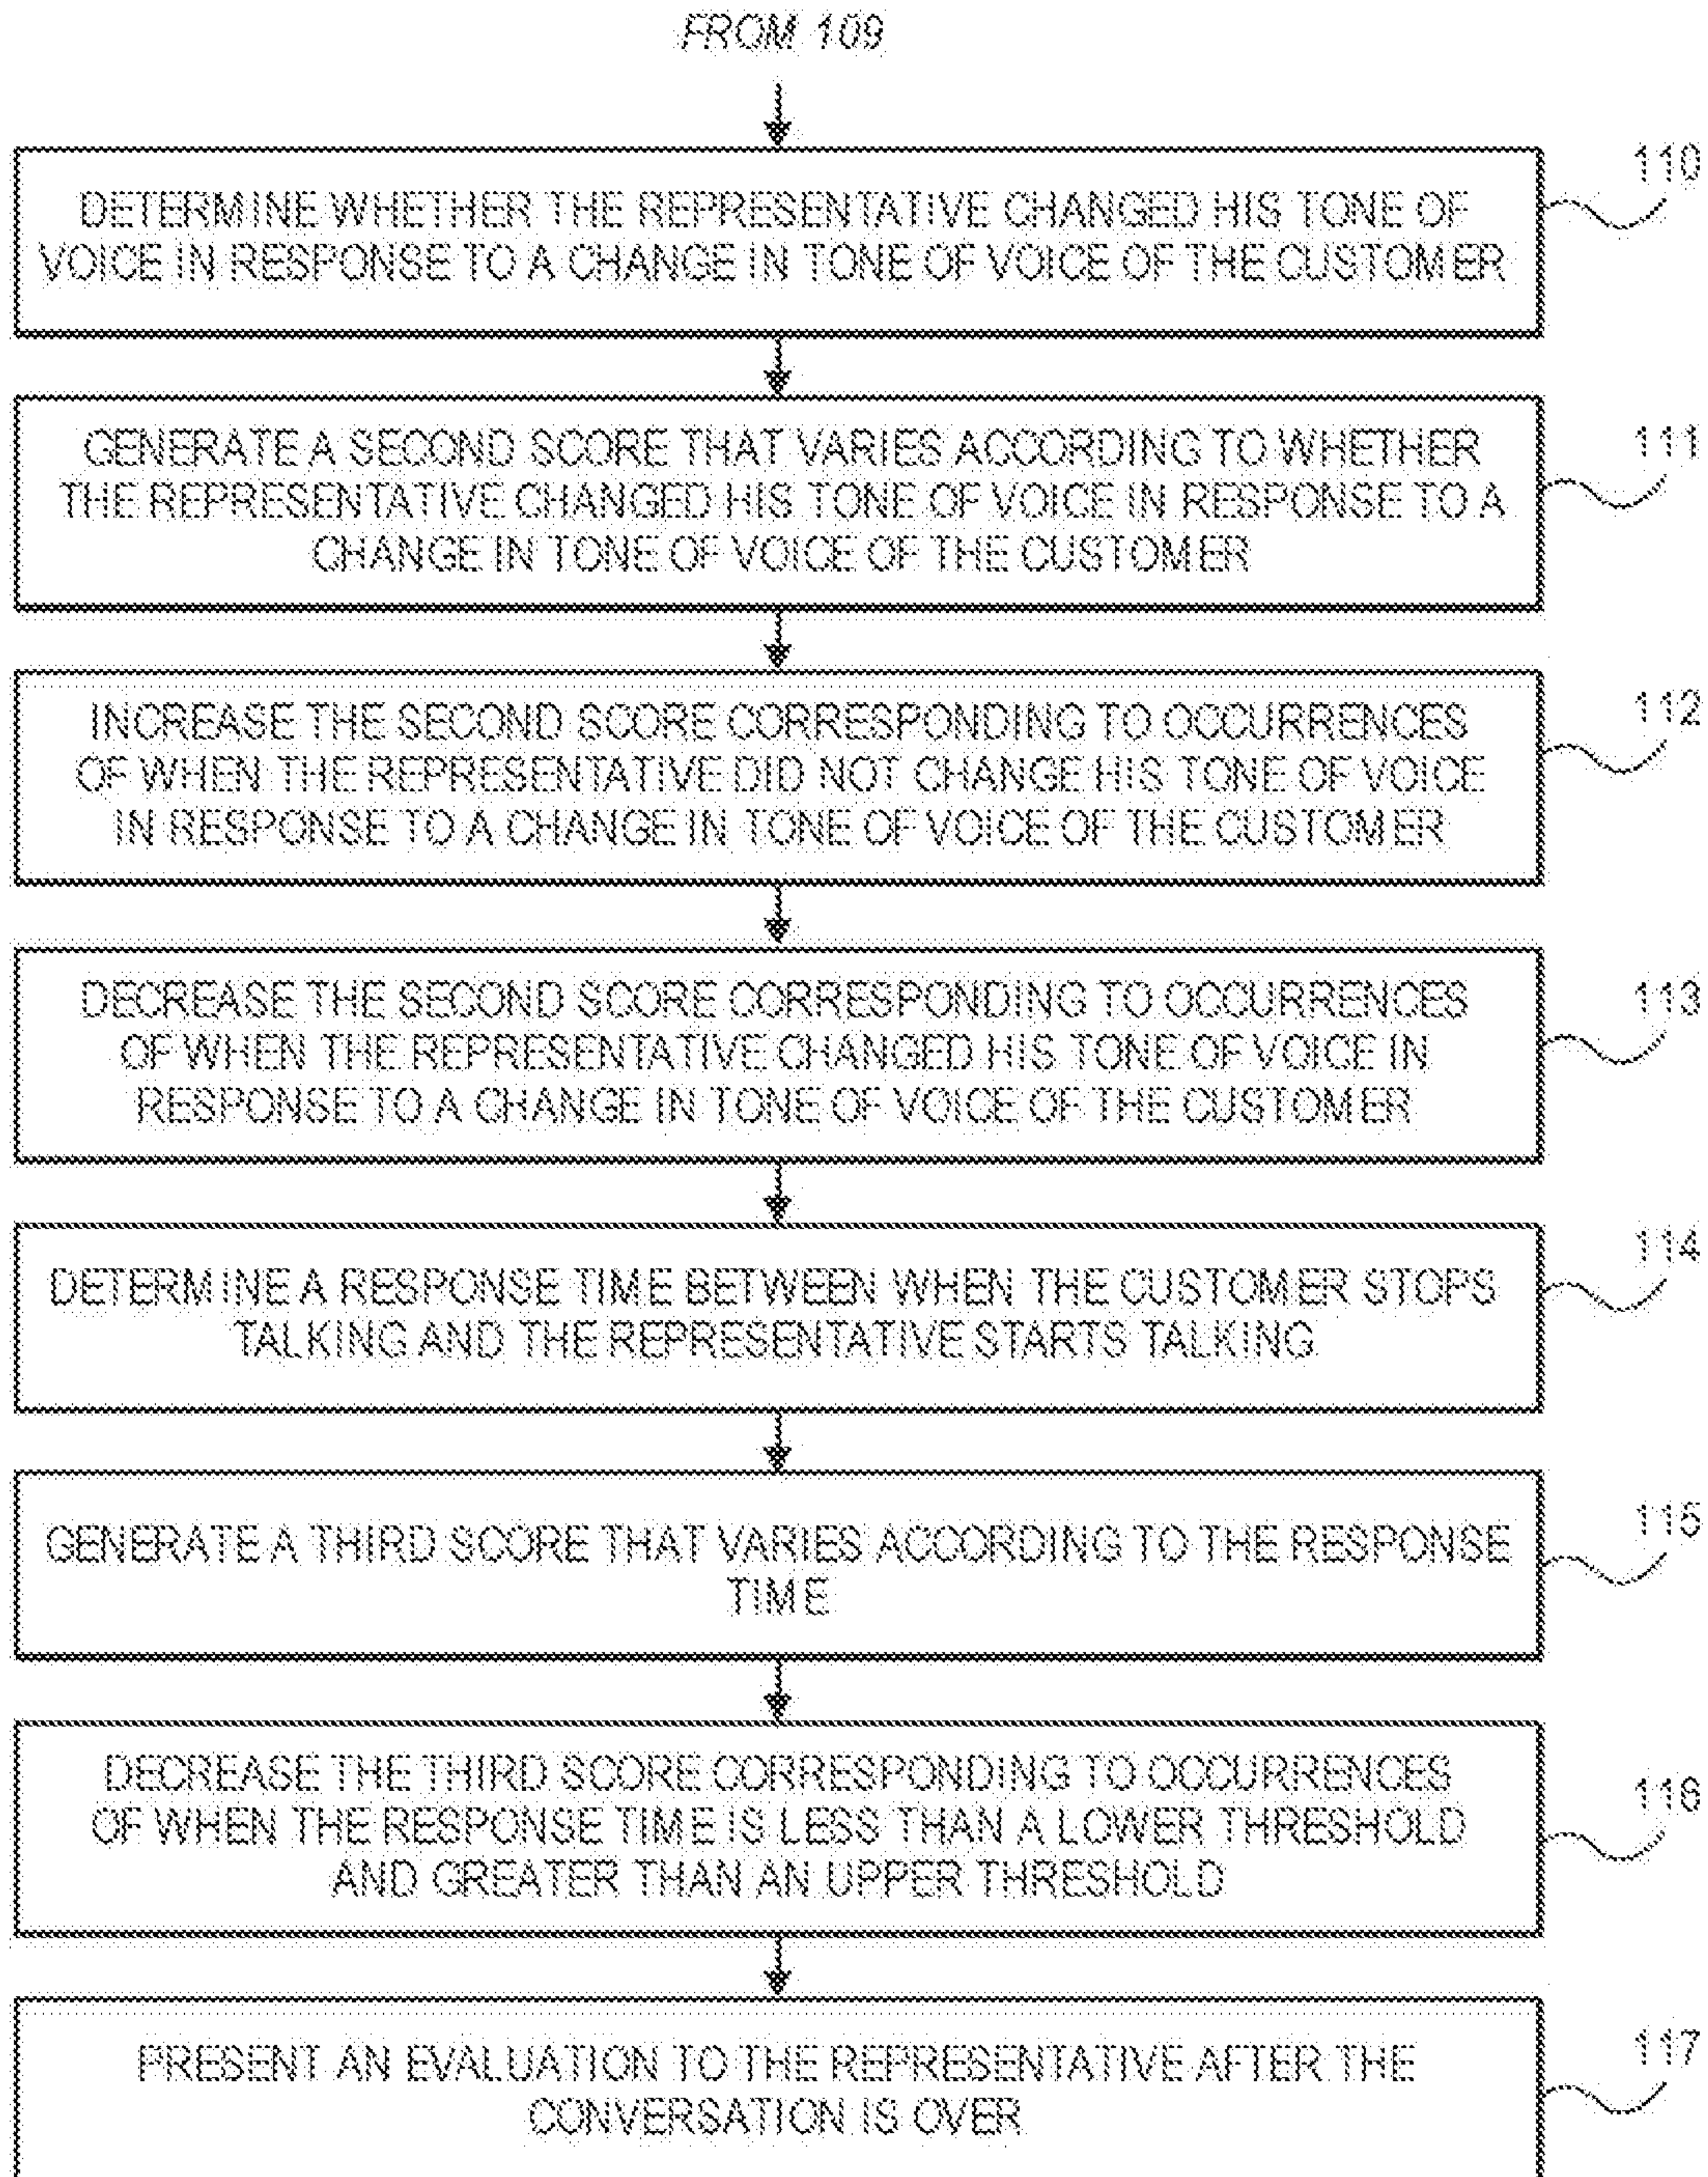 FROM 109
110
DETERMINE WHETHER THE REPRESENTATIVE CHANGED HIS TONE OF
VOICE IN RESPONSE TO A CHANGE IN TONE OF VOICE OF THE CUSTOMER
111
GENERATE A SECOND SCORE THAT VARIES ACCORDING TO WHETHER
THE REPRESENTATIVE CHANGED HIS TONE OF VOICE IN RESPONSE TO A
CHANGE IN TONE OF VOICE OF THE CUSTOMER
112
INCREASE THE SECOND SCORE CORRESPONDING TO OCCURRENCES
OF WHEN THE REPRESENTATIVE DID NOT CHANGE HIS TONE OF VOICE
IN RESPONSE TO A CHANGE IN TONE OF VOICE OF THE CUSTOMER
113
DECREASE THE SECOND SCORE CORRESPONDING TO OCCURRENCES
OF WHEN THE REPRESENTATIVE CHANGED HIS TONE OF VOICE IN
RESPONSE TO A CHANGE IN TONE OF VOICE OF THE CUSTOMER
114
DETERMINE A RESPONSE TIME BETWEEN WHEN THE CUSTOMER STOPS
TALKING AND THE REPRESENTATIVE STARTS TALKING
115
GENERATE A THIRD SCORE THAT VARIES ACCORDING TO THE RESPONSE
TIME
116
DECREASE THE THIRD SCORE CORRESPONDING TO OCCURRENCES
OF WHEN THE RESPONSE TIME IS LESS THAN A LOWER THRESHOLD
AND GREATER THAN AN UPPER THRESHOLD
117
PRESENT AN EVALUATION TO THE REPRESENTATIVE AFTER THE
CONVERSATION IS OVER